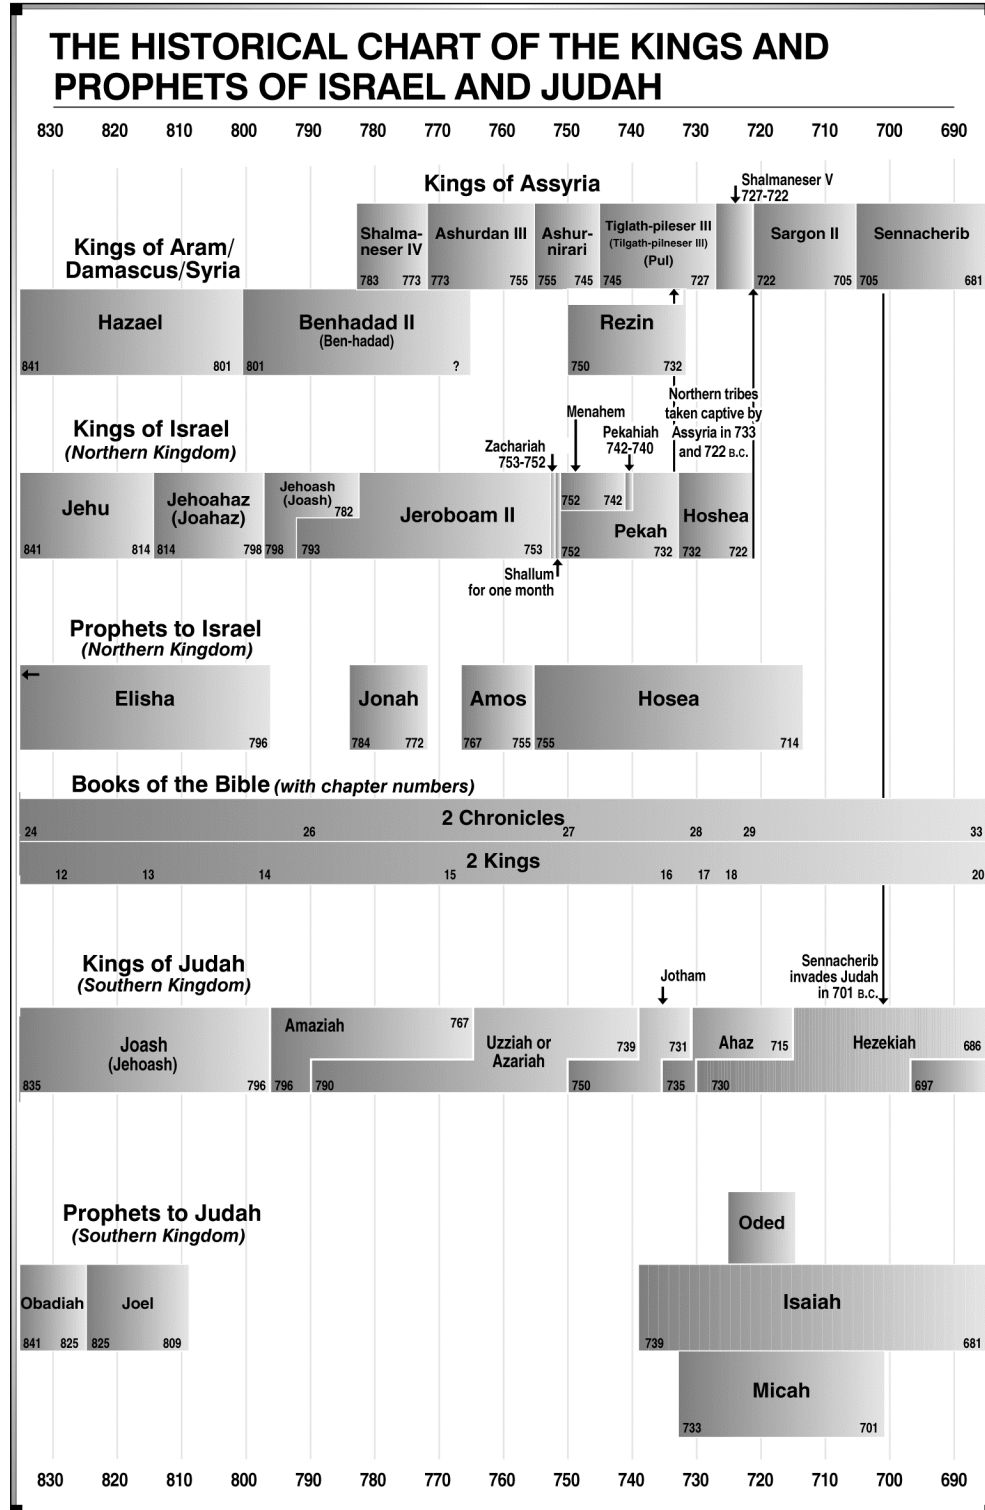 THE HISTORICAL CHART OF THE KINGS AND
PROPHETS OF ISRAEL AND JUDAH
830 820 810 800 790 780 770 760 750 740 730 720 710 700 690
Kings of Assyria
Shalmaneser V
727-722
Shalma-
neser IV
783 773
Ashurdan III
773 755
Ashur-
nirari
755 745
Tiglath-pileser III
(Tilgath-pilneser III)
(Pul)
745 727
Sargon II
722 705
Sennacherib
705 681
Kings of Aram/
Damascus/Syria
Hazael
841 801
Benhadad II
(Ben-hadad)
801 ?
Rezin
750 732
Northern tribes
taken captive by
Assyria in 733
and 722 B.C.
Kings of Israel
(Northern Kingdom)
Zachariah
753-752
Menahem
Pekahiah
742-740
Jehu
841 814
Jehoahaz
(Joahaz)
814 798
Jehoash
(Joash)
782
798
Jeroboam II
793 753
752 742
Pekah
752 732
Hoshea
732 722
Shallum
for one month
Prophets to Israel
(Northern Kingdom)
Elisha
796
Jonah
784 772
Amos
767 755
Hosea
755 714
Books of the Bible (with chapter numbers)
2 Chronicles
24 26 27 28 29 33
2 Kings
12 13 14 15 16 17 18 20
Kings of Judah
(Southern Kingdom)
Jotham
Sennacherib
invades Judah
in 701 B.C.
Joash
(Jehoash)
835 796
Amaziah
767
796
Uzziah or
Azariah
739
790
731
750
Ahaz
715
735
Hezekiah
686
730
697
Prophets to Judah
(Southern Kingdom)
Oded
Obadiah
841 825
Joel
825 809
Isaiah
739 681
Micah
733 701
830 820 810 800 790 780 770 760 750 740 730 720 710 700 690